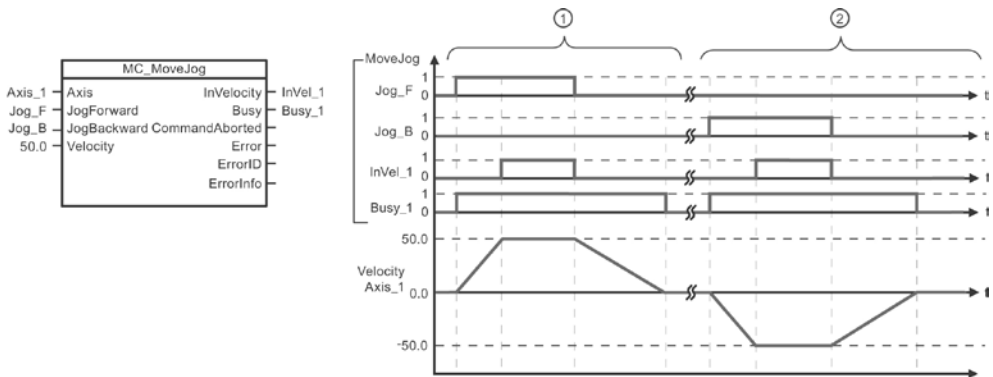 ① ②
MC_MoveJog
Axis_1 Axis InVelocity InVel_1
Jog_F JogForward Busy Busy_1
Jog_B JogBackward CommandAborted
50.0 Velocity Error
ErrorID
ErrorInfo
MoveJog
1
Jog_F 0 t
1
Jog_B 0 t
1
InVel_1 0 t
1
Busy_1 0 t
50.0
Velocity
Axis_1 0.0 t
-50.0